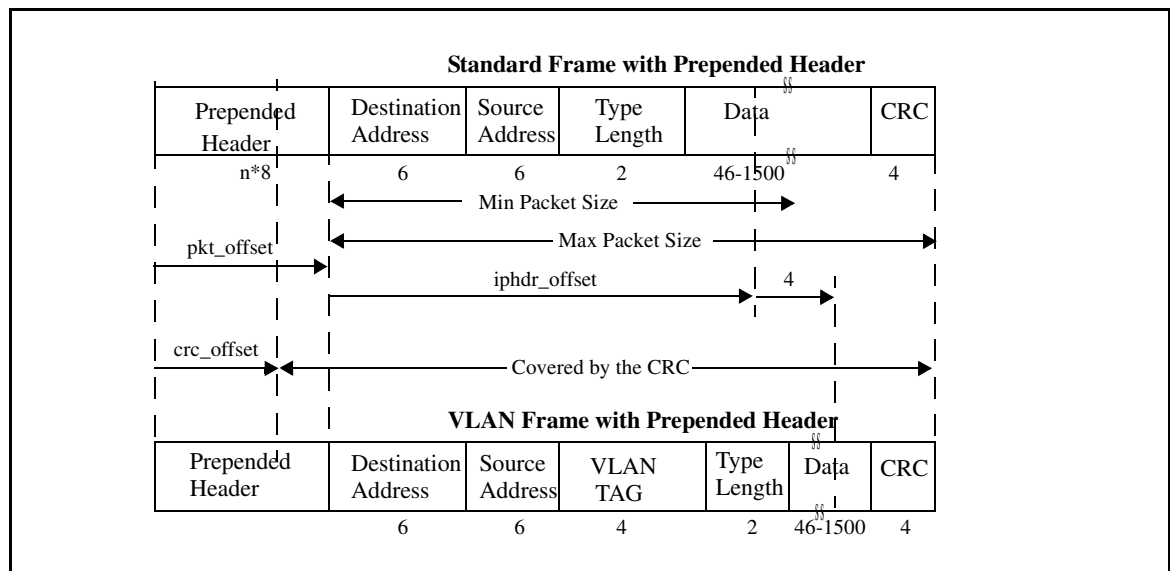 Standard Frame with Prepended Header
Prepended Header
Destination Address
Source Address
Type Length
Data
CRC
n*8 6 6 2 46-1500 4
Min Packet Size
Max Packet Size
pkt_offset
iphdr_offset 4
crc_offset
Covered by the CRC
VLAN Frame with Prepended Header
Prepended Header
Destination Address
Source Address
VLAN TAG
Type Length
Data
CRC
6 6 4 2 46-1500 4